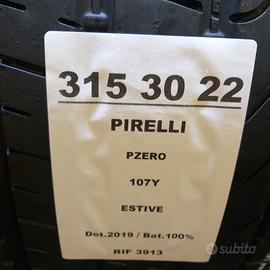 315 30 22
PIRELLI
PZERO
107Y
ESTIVE
Dot.2019 / Bat.100%
RIF 3913
subito